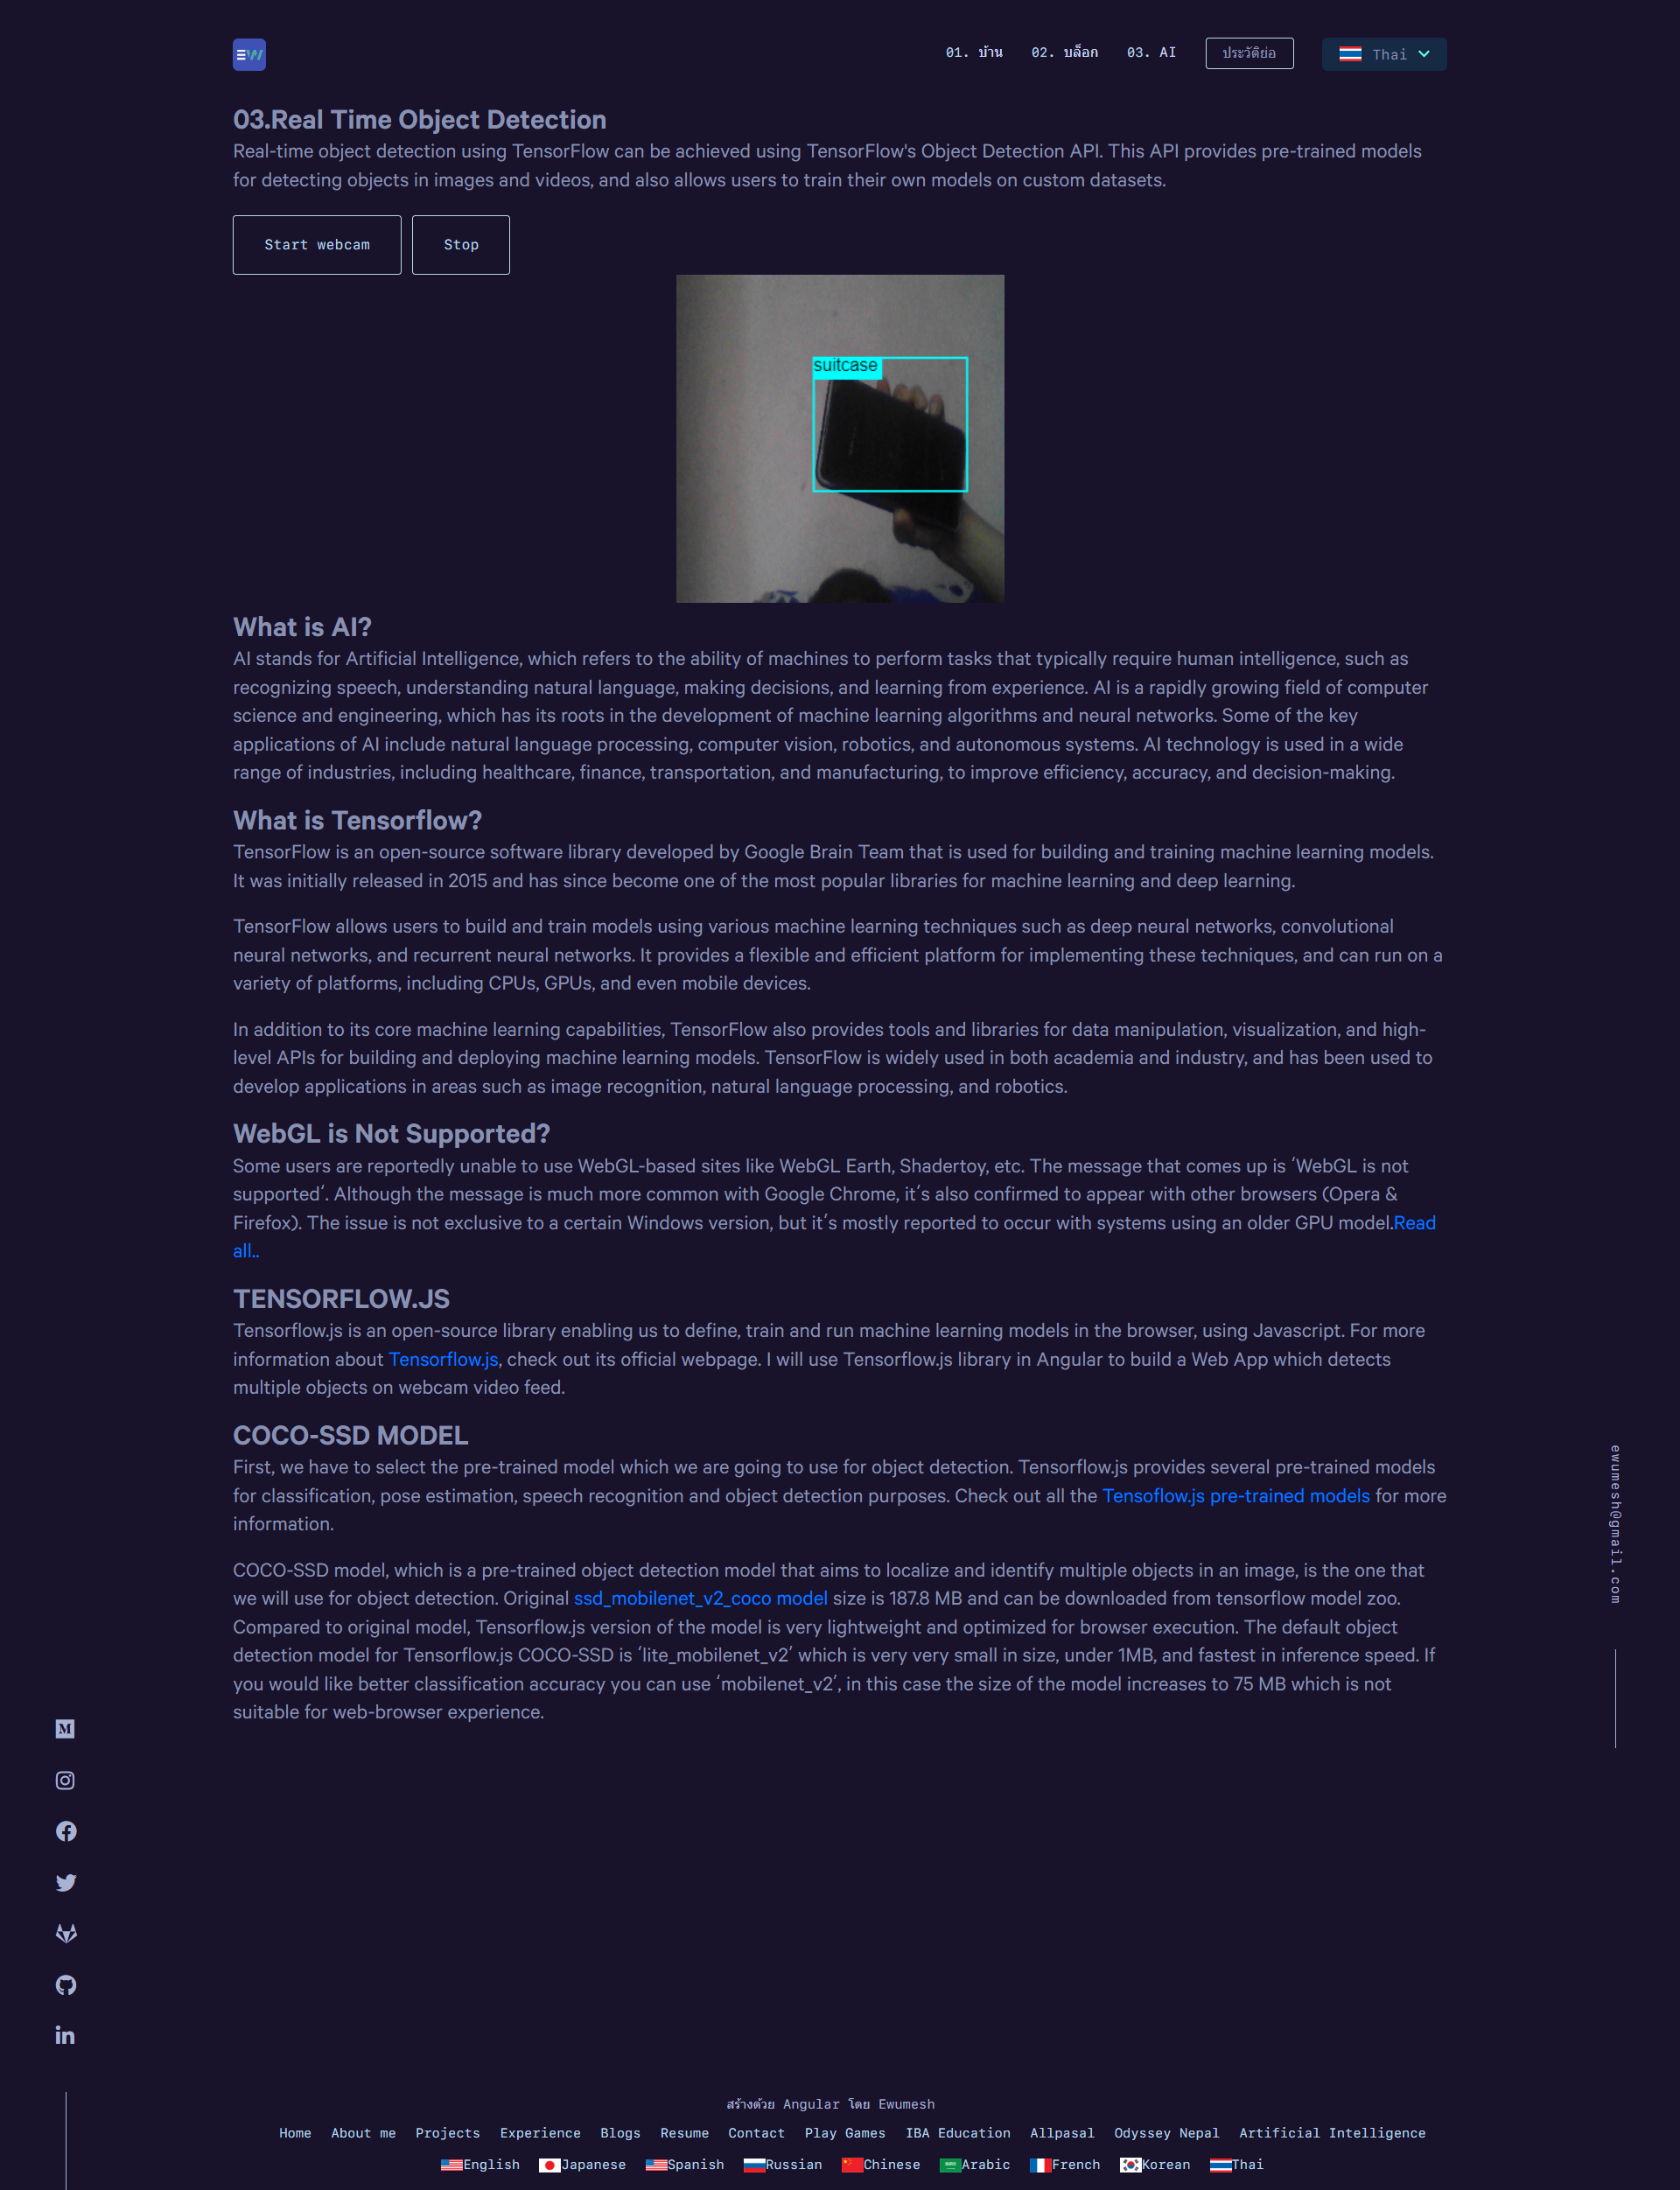 EW
01. บ้าน 02. บล็อก 03. AI ประวัติย่อ Thai
03.Real Time Object Detection
Real-time object detection using TensorFlow can be achieved using TensorFlow's Object Detection API. This API provides pre-trained models
for detecting objects in images and videos, and also allows users to train their own models on custom datasets.
Start webcam Stop
suitcase
What is AI?
AI stands for Artificial Intelligence, which refers to the ability of machines to perform tasks that typically require human intelligence, such as
recognizing speech, understanding natural language, making decisions, and learning from experience. AI is a rapidly growing field of computer
science and engineering, which has its roots in the development of machine learning algorithms and neural networks. Some of the key
applications of AI include natural language processing, computer vision, robotics, and autonomous systems. AI technology is used in a wide
range of industries, including healthcare, finance, transportation, and manufacturing, to improve efficiency, accuracy, and decision-making.
What is Tensorflow?
TensorFlow is an open-source software library developed by Google Brain Team that is used for building and training machine learning models.
It was initially released in 2015 and has since become one of the most popular libraries for machine learning and deep learning.
TensorFlow allows users to build and train models using various machine learning techniques such as deep neural networks, convolutional
neural networks, and recurrent neural networks. It provides a flexible and efficient platform for implementing these techniques, and can run on a
variety of platforms, including CPUs, GPUs, and even mobile devices.
In addition to its core machine learning capabilities, TensorFlow also provides tools and libraries for data manipulation, visualization, and high-
level APIs for building and deploying machine learning models. TensorFlow is widely used in both academia and industry, and has been used to
develop applications in areas such as image recognition, natural language processing, and robotics.
WebGL is Not Supported?
Some users are reportedly unable to use WebGL-based sites like WebGL Earth, Shadertoy, etc. The message that comes up is ‘WebGL is not
supported‘. Although the message is much more common with Google Chrome, it’s also confirmed to appear with other browsers (Opera &
Firefox). The issue is not exclusive to a certain Windows version, but it’s mostly reported to occur with systems using an older GPU model.Read
all..
TENSORFLOW.JS
Tensorflow.js is an open-source library enabling us to define, train and run machine learning models in the browser, using Javascript. For more
information about Tensorflow.js, check out its official webpage. I will use Tensorflow.js library in Angular to build a Web App which detects
multiple objects on webcam video feed.
COCO-SSD MODEL
First, we have to select the pre-trained model which we are going to use for object detection. Tensorflow.js provides several pre-trained models
for classification, pose estimation, speech recognition and object detection purposes. Check out all the Tensoflow.js pre-trained models for more
information.
COCO-SSD model, which is a pre-trained object detection model that aims to localize and identify multiple objects in an image, is the one that
we will use for object detection. Original ssd_mobilenet_v2_coco model size is 187.8 MB and can be downloaded from tensorflow model zoo.
Compared to original model, Tensorflow.js version of the model is very lightweight and optimized for browser execution. The default object
detection model for Tensorflow.js COCO-SSD is ‘lite_mobilenet_v2’ which is very very small in size, under 1MB, and fastest in inference speed. If
you would like better classification accuracy you can use ‘mobilenet_v2’, in this case the size of the model increases to 75 MB which is not
suitable for web-browser experience.
ewumesh@gmail.com
สร้างด้วย Angular โดย Ewumesh
Home About me Projects Experience Blogs Resume Contact Play Games IBA Education Allpasal Odyssey Nepal Artificial Intelligence
English Japanese Spanish Russian Chinese Arabic French Korean Thai